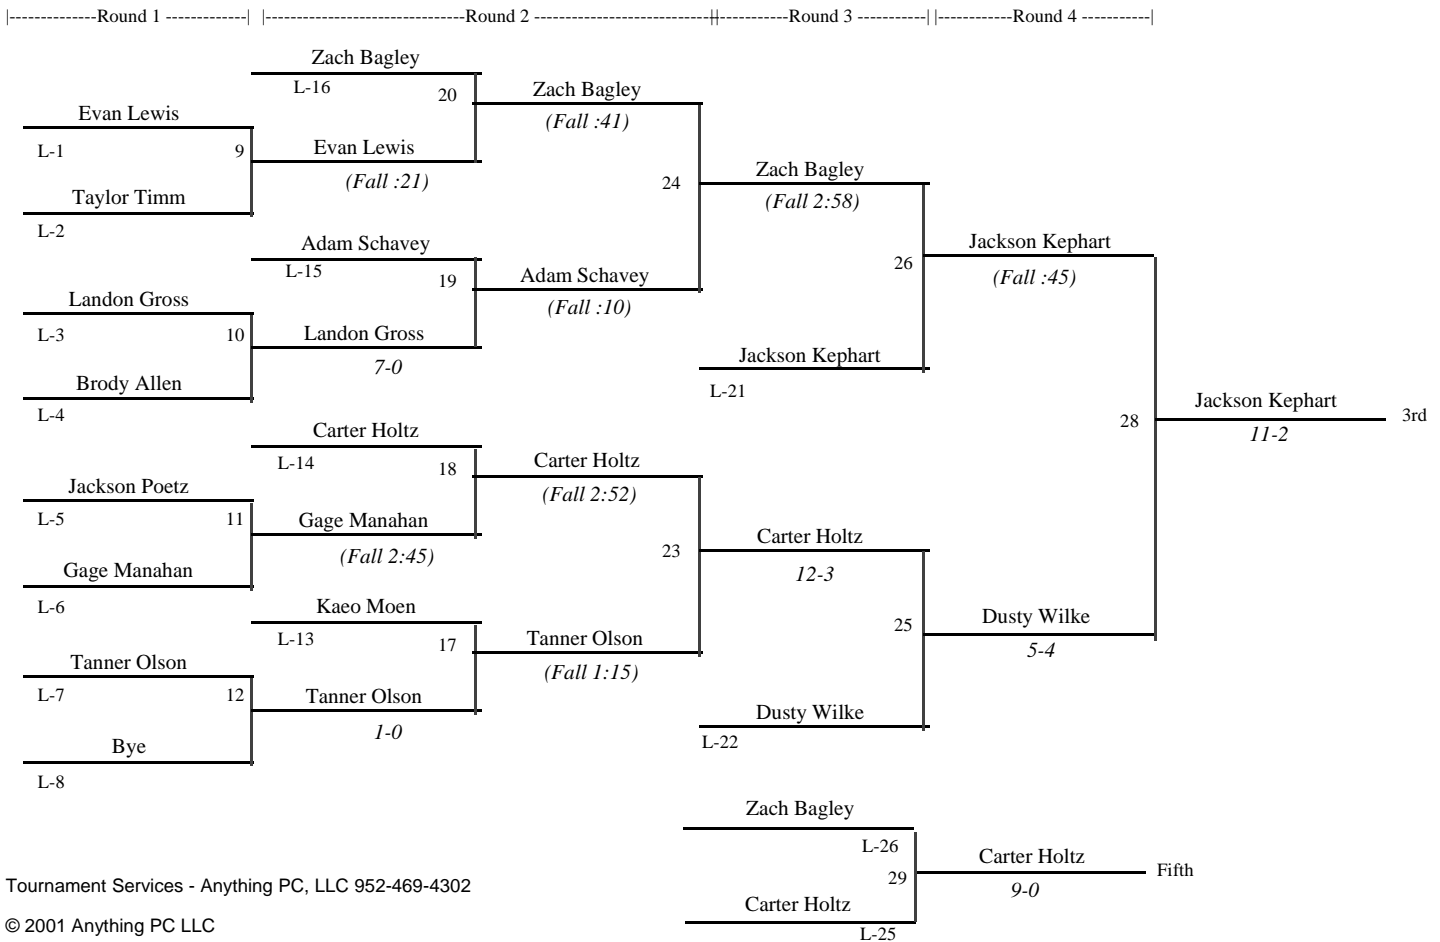 |--------------Round 1 --------------| |---------------------------------Round 2 -----------------------------||------------Round 3 ------------| |-------------Round 4 ------------|
Zach Bagley
L-16
20
Zach Bagley
(Fall :41)
Evan Lewis
L-1
9
Evan Lewis
(Fall :21)
Taylor Timm
L-2
24
Zach Bagley
(Fall 2:58)
Adam Schavey
L-15
19
Adam Schavey
(Fall :10)
Landon Gross
L-3
10
Landon Gross
7-0
Brody Allen
L-4
26
Jackson Kephart
(Fall :45)
Jackson Kephart
L-21
28
Jackson Kephart
11-2
3rd
Carter Holtz
L-14
18
Carter Holtz
(Fall 2:52)
Jackson Poetz
L-5
11
Gage Manahan
(Fall 2:45)
Gage Manahan
L-6
23
Carter Holtz
12-3
Kaeo Moen
L-13
17
Tanner Olson
(Fall 1:15)
Tanner Olson
L-7
12
Tanner Olson
1-0
Bye
L-8
25
Dusty Wilke
5-4
Dusty Wilke
L-22
Zach Bagley
L-26
29
Carter Holtz
9-0
Fifth
Carter Holtz
L-25
Tournament Services - Anything PC, LLC 952-469-4302
© 2001 Anything PC LLC